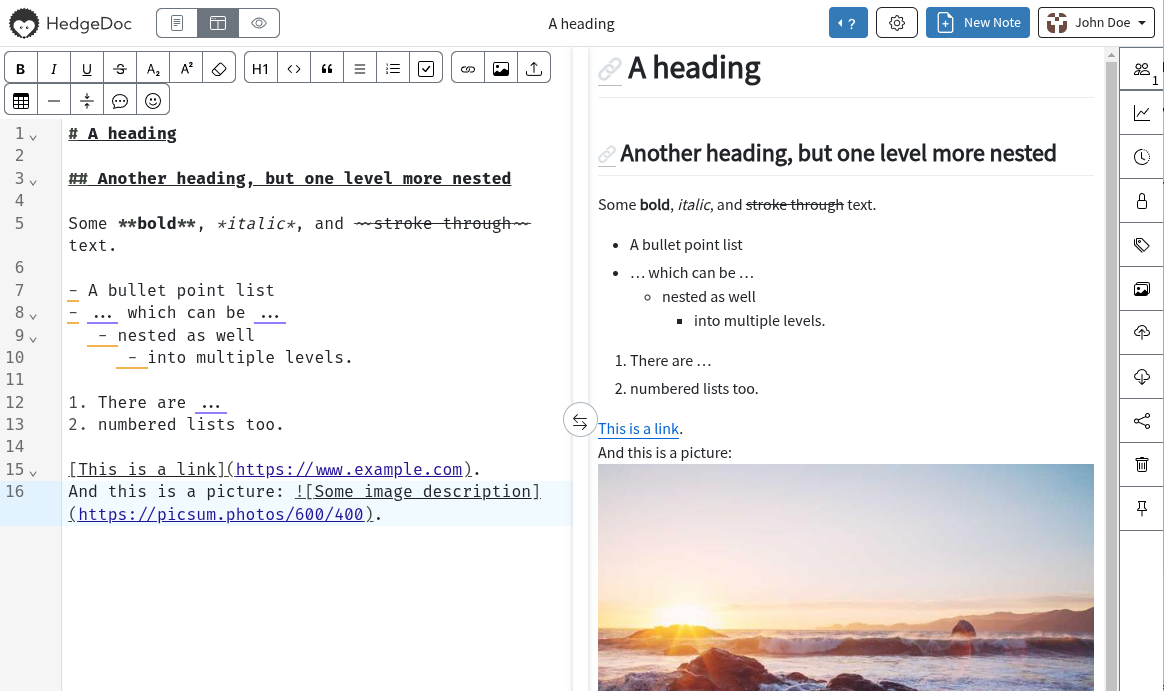 HedgeDoc
A heading
?
New Note
John Doe
B I U S A₂ A² H1 <> “
1
1 # A heading
2
3 ## Another heading, but one level more nested
4
5 Some **bold**, *italic*, and ~~stroke through~~
text.
6
7 - A bullet point list
8 - ... which can be ...
9 - nested as well
10 - into multiple levels.
11
12 1. There are ...
13 2. numbered lists too.
14
15 [This is a link](https://www.example.com).
16 And this is a picture: ![Some image description]
(https://picsum.photos/600/400).
A heading
Another heading, but one level more nested
Some bold, italic, and stroke through text.
• A bullet point list
• … which can be …
◦ nested as well
▪ into multiple levels.
1. There are …
2. numbered lists too.
This is a link.
And this is a picture: